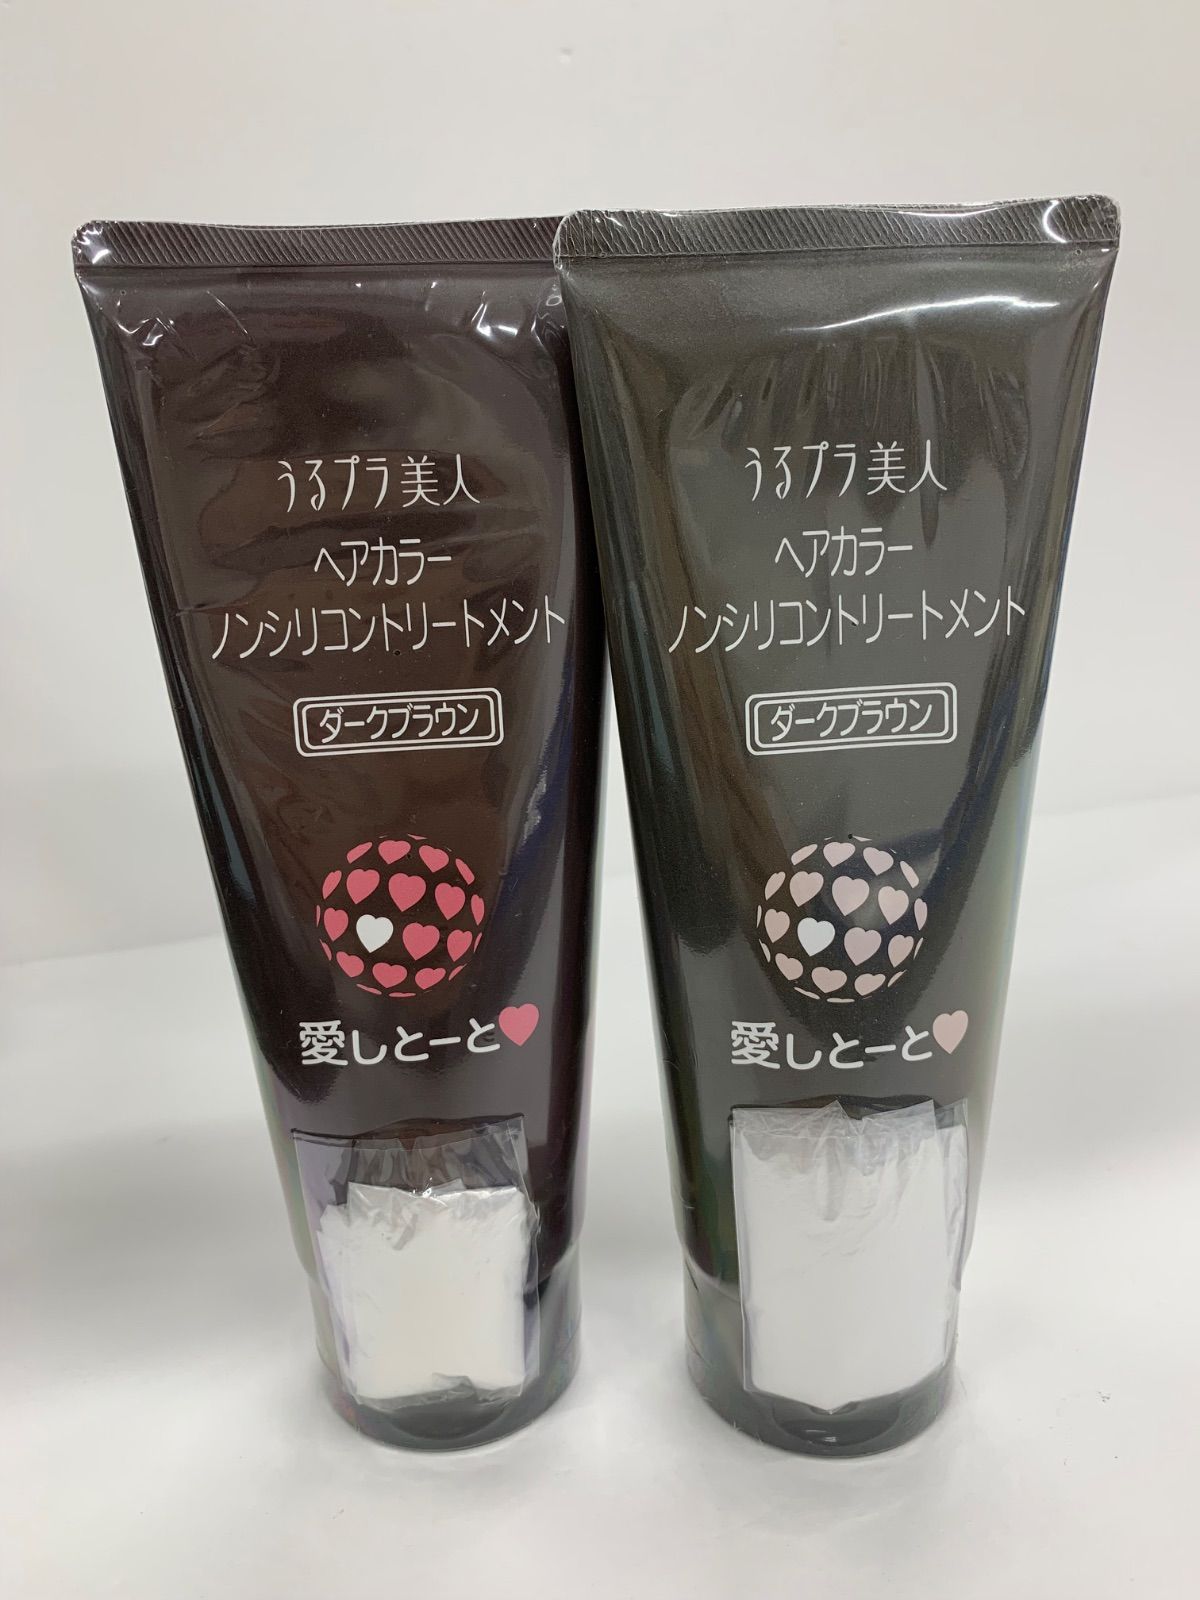 うるプラ美人
ヘアカラー
ノンシリコントリートメント
ダークブラウン
愛しとーと
うるプラ美人
ヘアカラー
ノンシリコントリートメント
ダークブラウン
愛しとーと